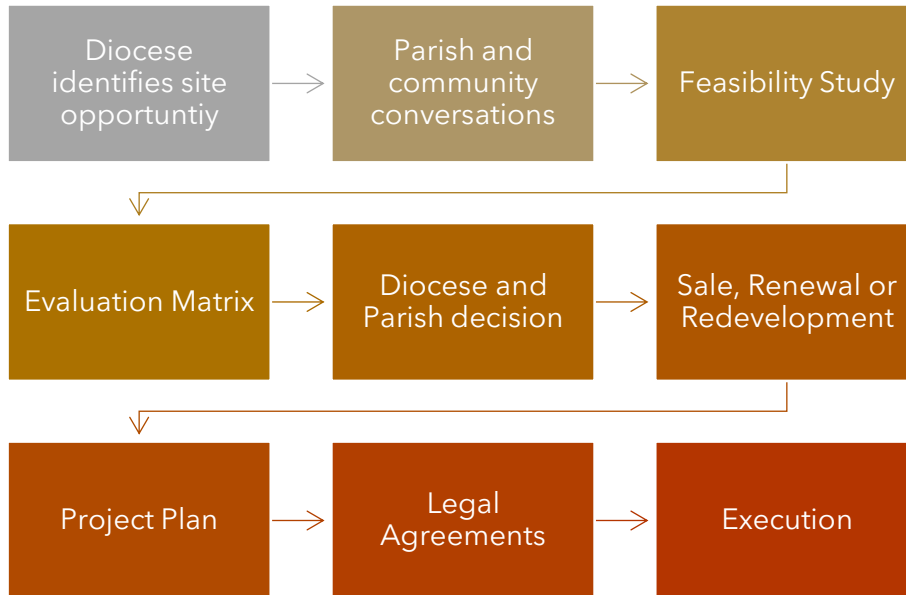 Diocese
identifies site
opportuntiy
Parish and
community
conversations
Feasibility Study
Evaluation Matrix
Diocese and
Parish decision
Sale, Renewal or
Redevelopment
Project Plan
Legal
Agreements
Execution